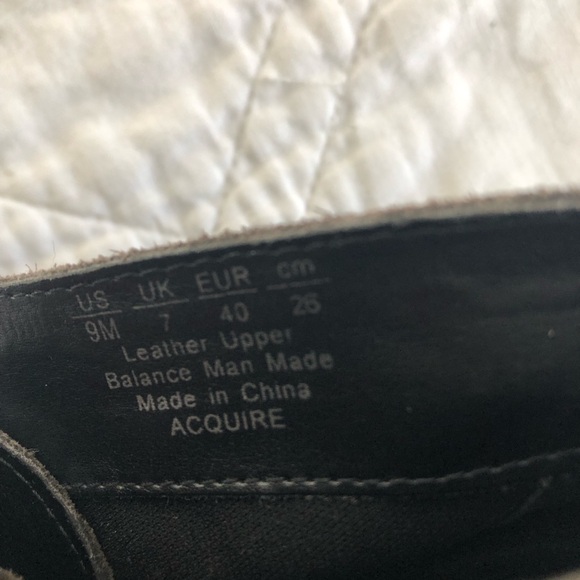 US UK EUR cm
9M 7 40 26
Leather Upper
Balance Man Made
Made in China
ACQUIRE